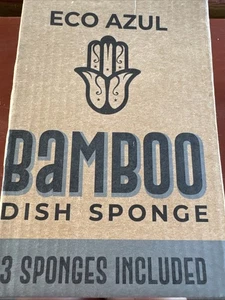 ECO AZUL
BaMBOO
DISH SPONGE
3 SPONGES INCLUDED